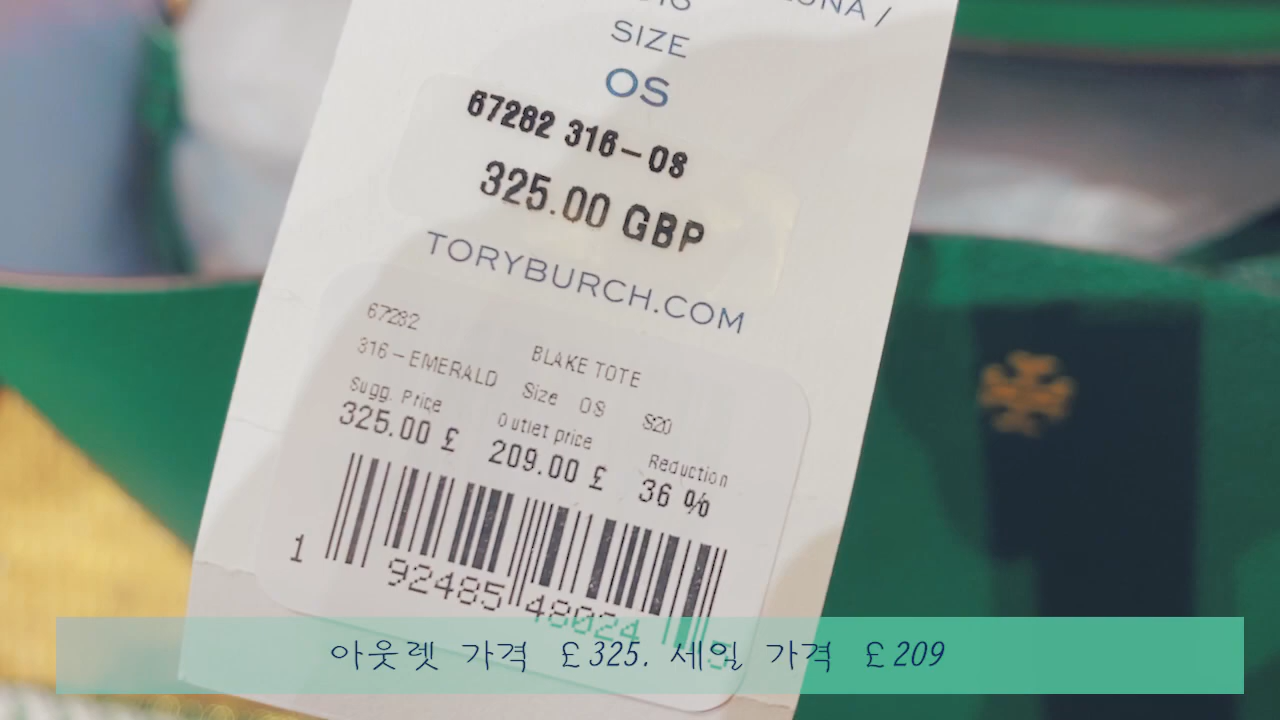 SIZE
OS
67282 316-OS
325.00 GBP
TORYBURCH.COM
67282
316-EMERALD BLAKE TOTE
Size OS S20
Sugg. Price Outlet price Reduction
325.00 £ 209.00 £ 36 %
1 92485 48024 5
아웃렛 가격 £325. 세일 가격 £209